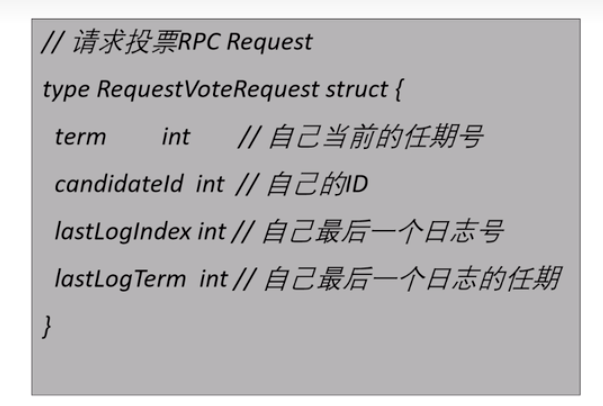 // 请求投票RPC Request
type RequestVoteRequest struct {
term int // 自己当前的任期号
candidateId int // 自己的ID
lastLogIndex int // 自己最后一个日志号
lastLogTerm int // 自己最后一个日志的任期
}